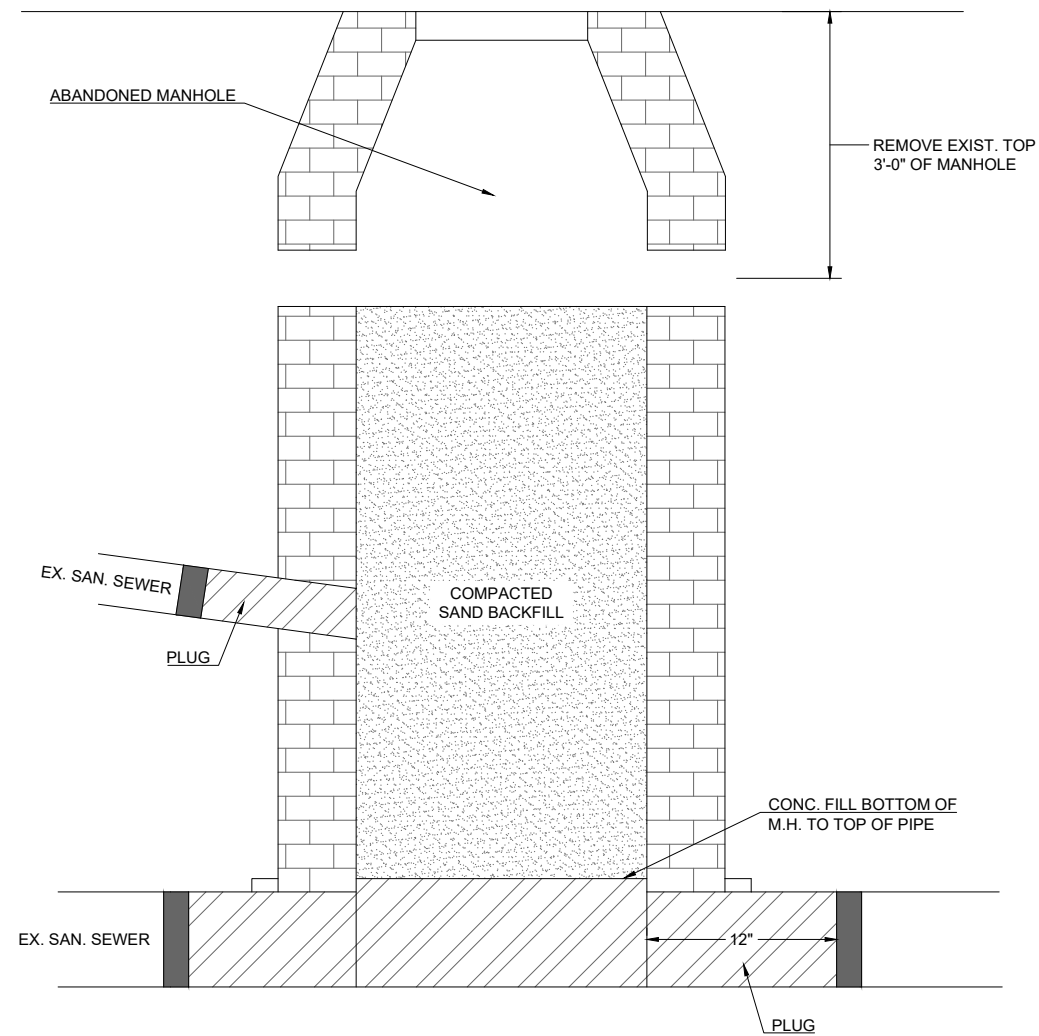 ABANDONED MANHOLE
REMOVE EXIST. TOP
3'-0" OF MANHOLE
EX. SAN. SEWER
PLUG
COMPACTED
SAND BACKFILL
CONC. FILL BOTTOM OF
M.H. TO TOP OF PIPE
EX. SAN. SEWER
12"
PLUG